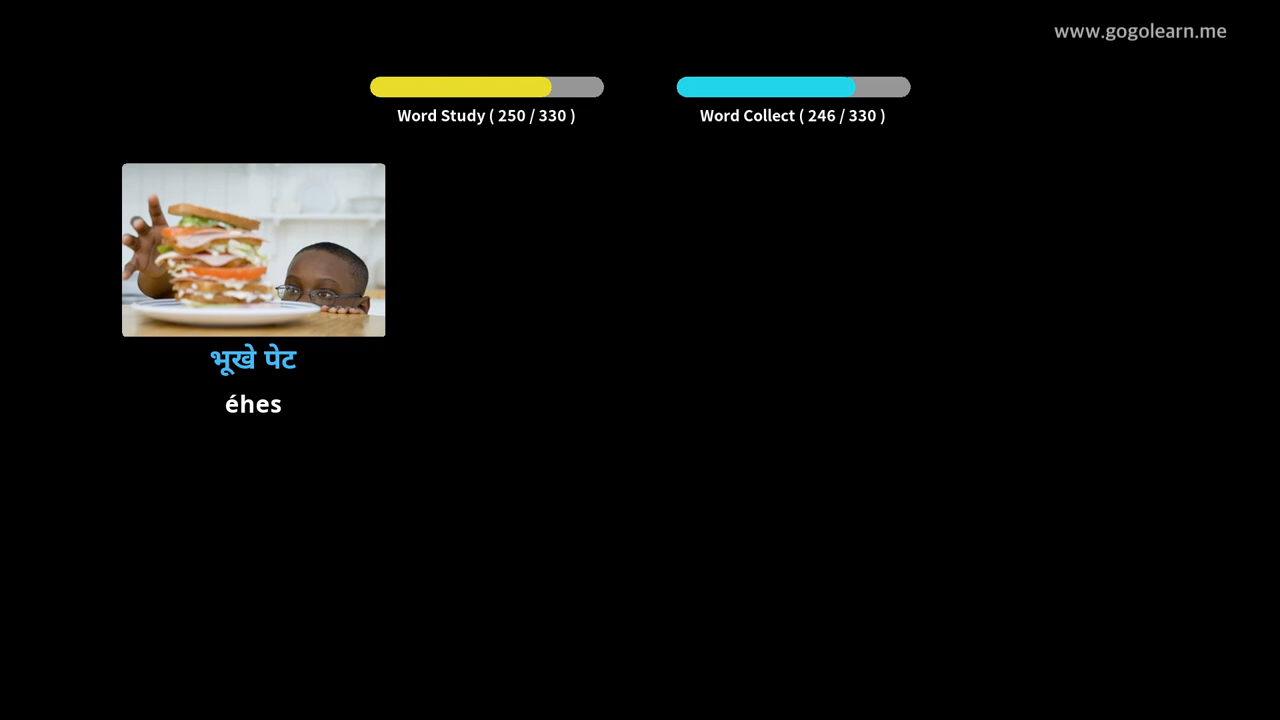 www.gogolearn.me
Word Study ( 250 / 330 )
Word Collect ( 246 / 330 )
भूखे पेट
éhes